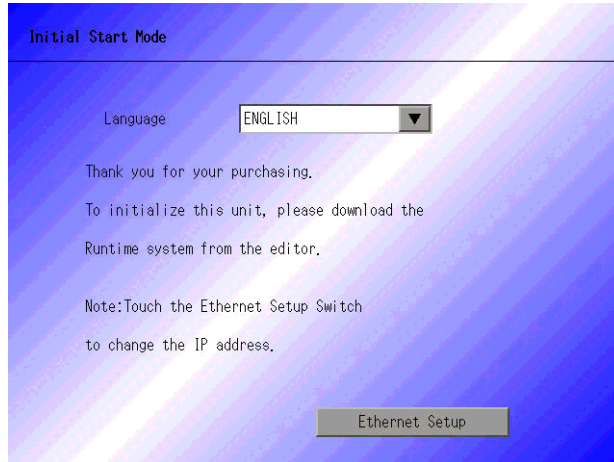 Initial Start Mode
Language ENGLISH
Thank you for your purchasing.
To initialize this unit, please download the
Runtime system from the editor.
Note:Touch the Ethernet Setup Switch
to change the IP address.
Ethernet Setup